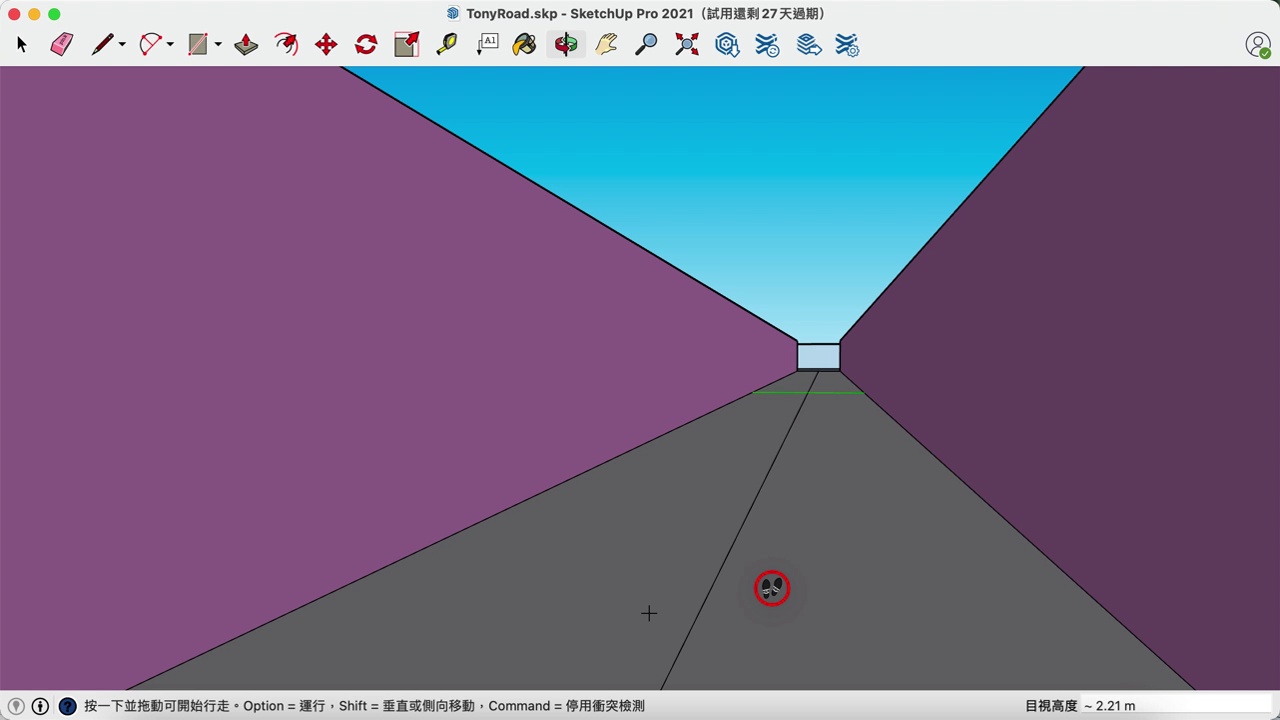 TonyRoad.skp - SketchUp Pro 2021（試用還剩 27 天過期）
A1
按一下並拖動可開始行走。Option = 運行，Shift = 垂直或側向移動，Command = 停用衝突檢測
目視高度 ~ 2.21 m